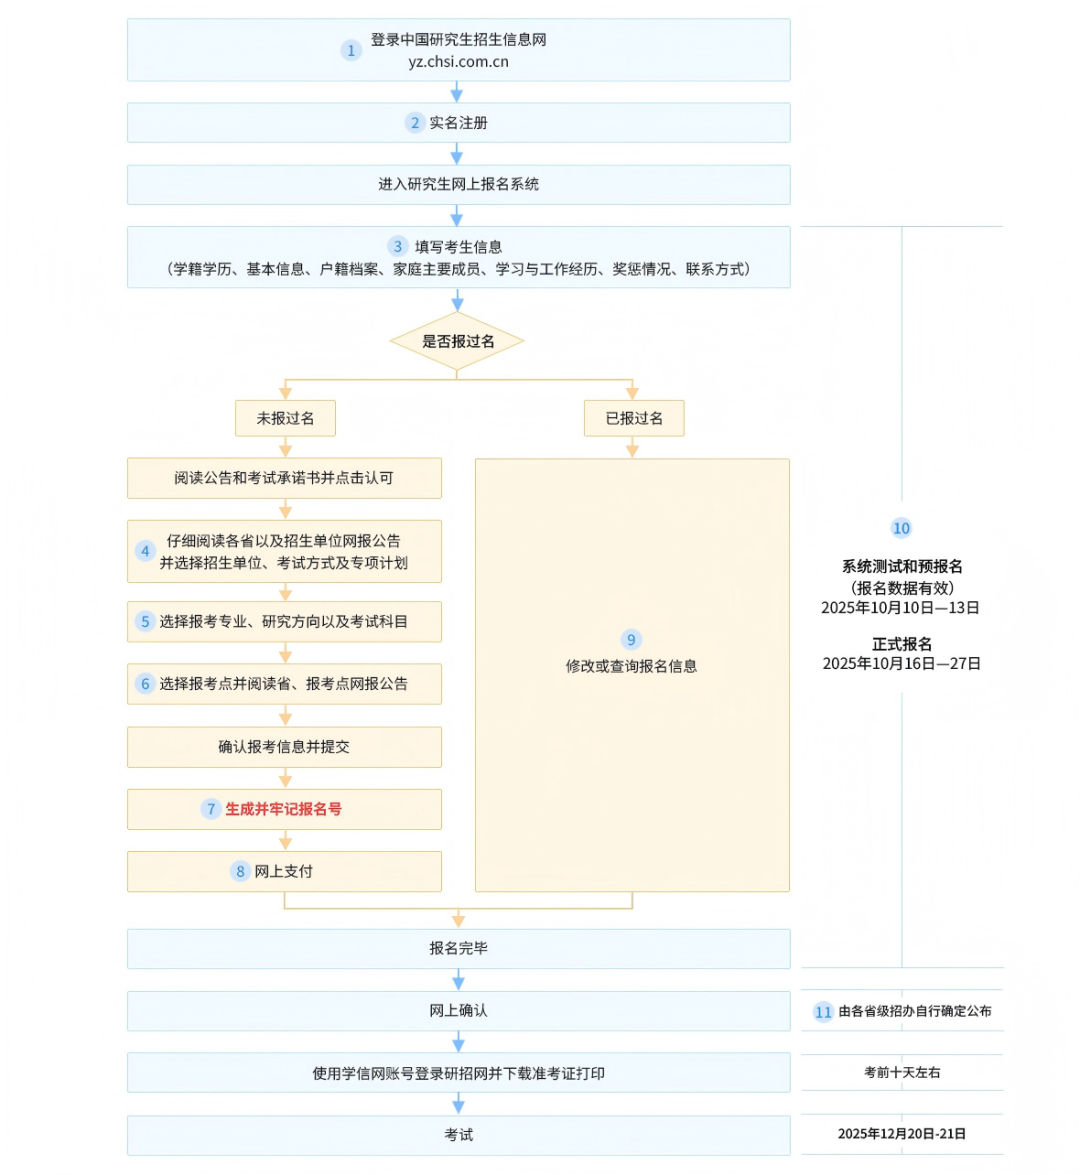 1 登录中国研究生招生信息网
yz.chsi.com.cn
2 实名注册
进入研究生网上报名系统
3 填写考生信息
（学籍学历、基本信息、户籍档案、家庭主要成员、学习与工作经历、奖惩情况、联系方式）
是否报过名
未报过名
已报过名
阅读公告和考试承诺书并点击认可
4 仔细阅读各省以及招生单位网报公告
并选择招生单位、考试方式及专项计划
5 选择报考专业、研究方向以及考试科目
6 选择报考点并阅读省、报考点网报公告
确认报考信息并提交
7 生成并牢记报名号
8 网上支付
9
修改或查询报名信息
10
系统测试和预报名
（报名数据有效）
2025年10月10日—13日
正式报名
2025年10月16日—27日
报名完毕
网上确认
11 由各省级招办自行确定公布
使用学信网账号登录研招网并下载准考证打印
考前十天左右
考试
2025年12月20日-21日